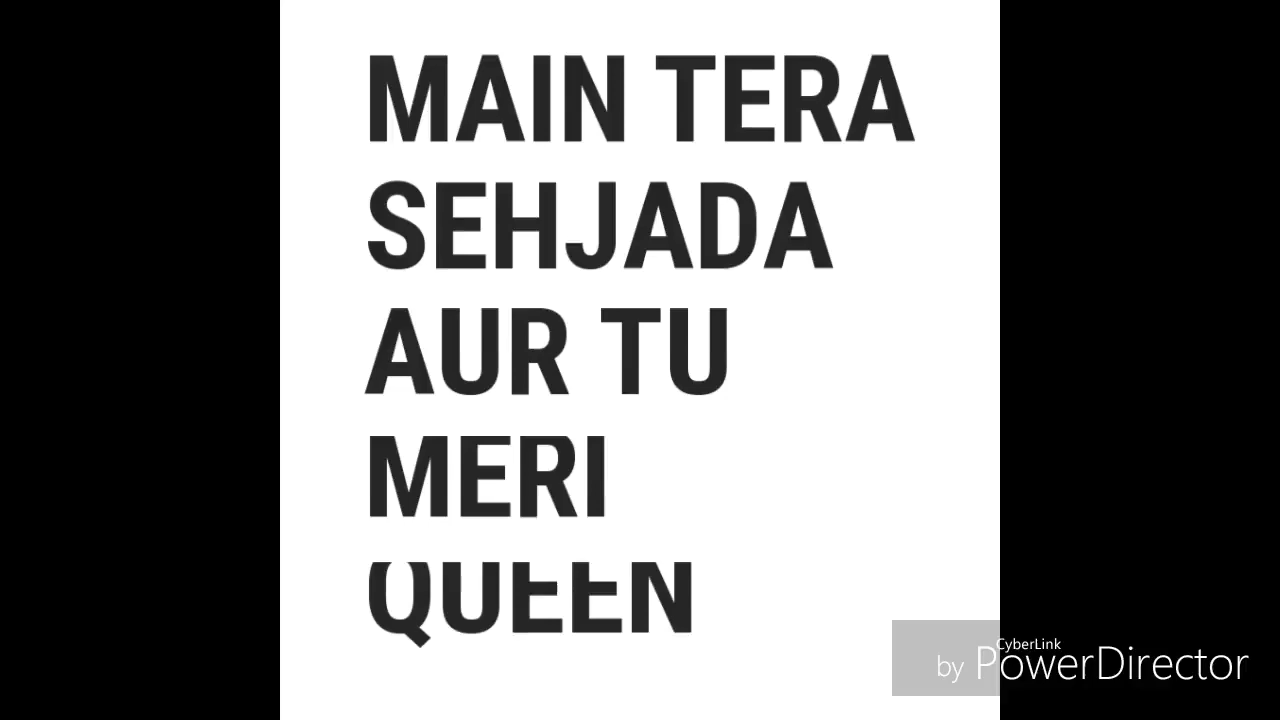 MAIN TERA
SEHJADA
AUR TU
MERI
QUEEN
CyberLink
by PowerDirector